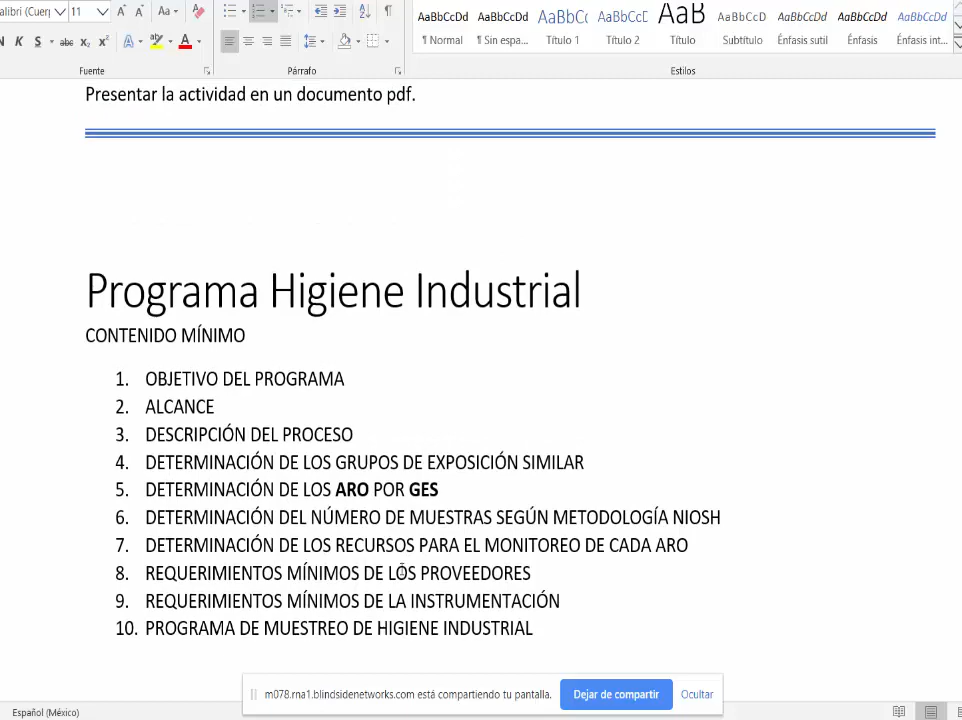 11
Aa
N K S abc X₂ X²
A
Fuente
Párrafo
AaBbCcDd AaBbCcDd AaBbC AaBbCcC AaB AaBbCcD AaBbCcDd AaBbCcDd AaBbCcDd
¶ Normal ¶ Sin espa... Título 1 Título 2 Título Subtítulo Énfasis sutil Énfasis Énfasis int...
Estilos
Presentar la actividad en un documento pdf.
Programa Higiene Industrial
CONTENIDO MÍNIMO
1. OBJETIVO DEL PROGRAMA
2. ALCANCE
3. DESCRIPCIÓN DEL PROCESO
4. DETERMINACIÓN DE LOS GRUPOS DE EXPOSICIÓN SIMILAR
5. DETERMINACIÓN DE LOS ARO POR GES
6. DETERMINACIÓN DEL NÚMERO DE MUESTRAS SEGÚN METODOLOGÍA NIOSH
7. DETERMINACIÓN DE LOS RECURSOS PARA EL MONITOREO DE CADA ARO
8. REQUERIMIENTOS MÍNIMOS DE LOS PROVEEDORES
9. REQUERIMIENTOS MÍNIMOS DE LA INSTRUMENTACIÓN
10. PROGRAMA DE MUESTREO DE HIGIENE INDUSTRIAL
m078.rna1.blindsidenetworks.com está compartiendo tu pantalla. Dejar de compartir Ocultar
Español (México)